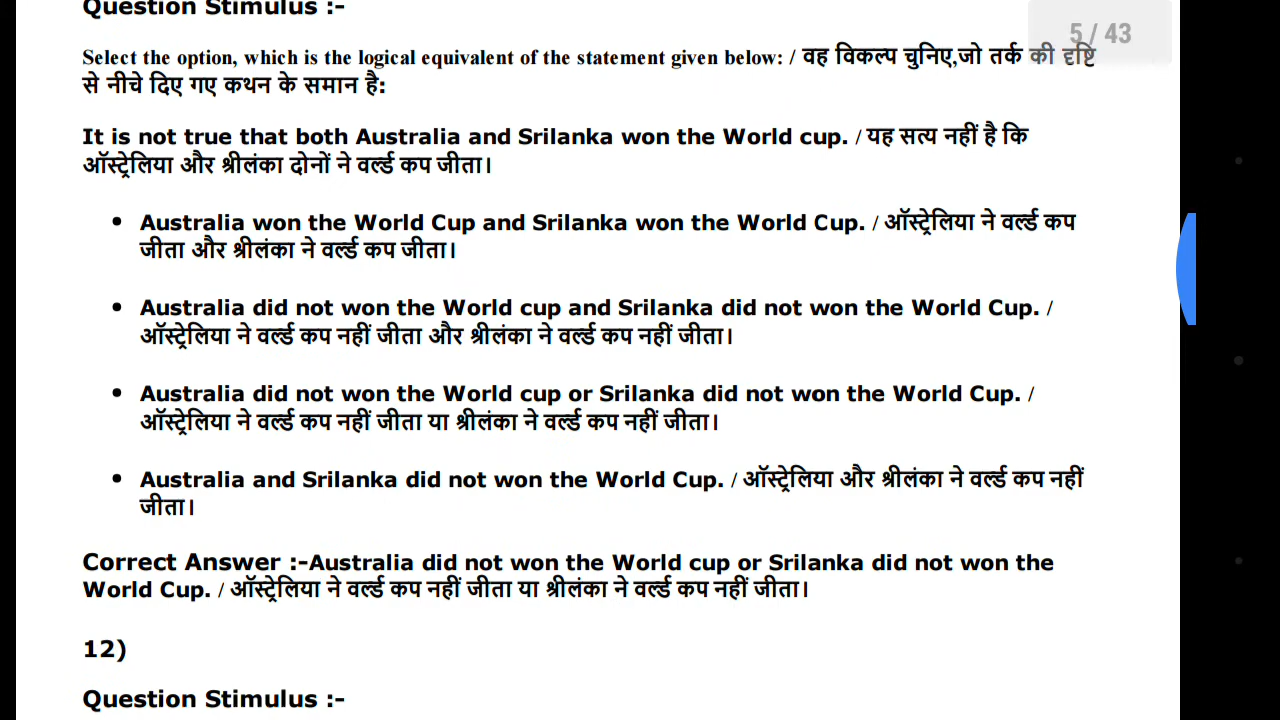 Question Stimulus :-
5 / 43
Select the option, which is the logical equivalent of the statement given below: / वह विकल्प चुनिए,जो तर्क की दृष्टि
से नीचे दिए गए कथन के समान है:
It is not true that both Australia and Srilanka won the World cup. / यह सत्य नहीं है कि
ऑस्ट्रेलिया और श्रीलंका दोनों ने वर्ल्ड कप जीता।
• Australia won the World Cup and Srilanka won the World Cup. / ऑस्ट्रेलिया ने वर्ल्ड कप
जीता और श्रीलंका ने वर्ल्ड कप जीता।
• Australia did not won the World cup and Srilanka did not won the World Cup. /
ऑस्ट्रेलिया ने वर्ल्ड कप नहीं जीता और श्रीलंका ने वर्ल्ड कप नहीं जीता।
• Australia did not won the World cup or Srilanka did not won the World Cup. /
ऑस्ट्रेलिया ने वर्ल्ड कप नहीं जीता या श्रीलंका ने वर्ल्ड कप नहीं जीता।
• Australia and Srilanka did not won the World Cup. / ऑस्ट्रेलिया और श्रीलंका ने वर्ल्ड कप नहीं
जीता।
Correct Answer :-Australia did not won the World cup or Srilanka did not won the
World Cup. / ऑस्ट्रेलिया ने वर्ल्ड कप नहीं जीता या श्रीलंका ने वर्ल्ड कप नहीं जीता।
12)
Question Stimulus :-